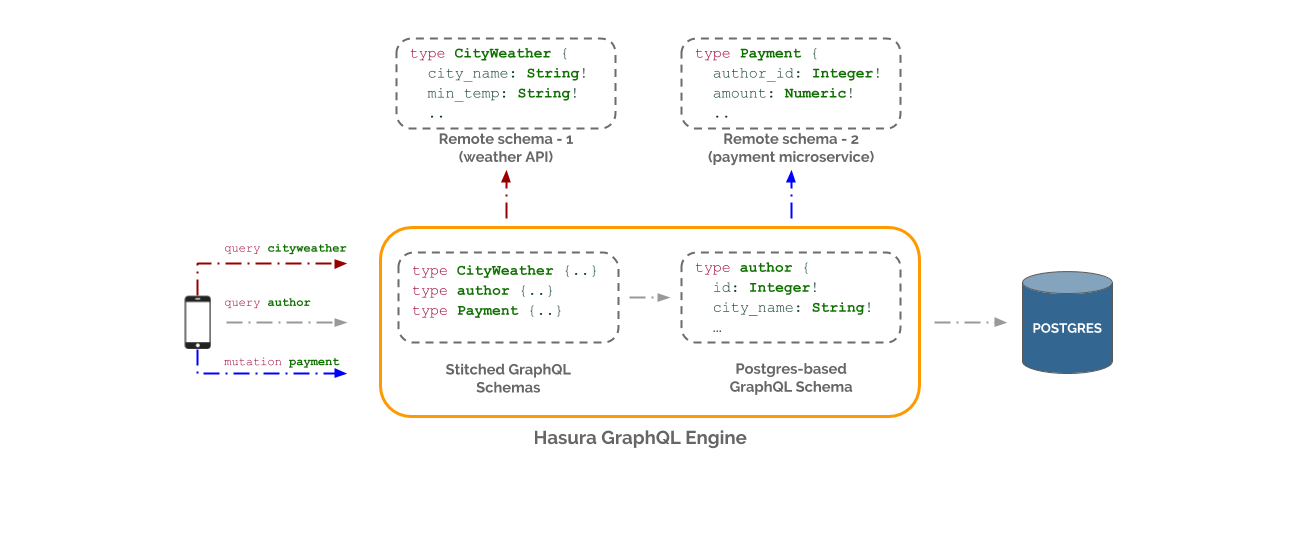 type CityWeather {
city_name: String!
min_temp: String!
..
Remote schema - 1
(weather API)
type Payment {
author_id: Integer!
amount: Numeric!
..
Remote schema - 2
(payment microservice)
query cityweather
query author
mutation payment
type CityWeather {..}
type author {..}
type Payment {..}
Stitched GraphQL
Schemas
type author {
id: Integer!
city_name: String!
…
Postgres-based
GraphQL Schema
POSTGRES
Hasura GraphQL Engine